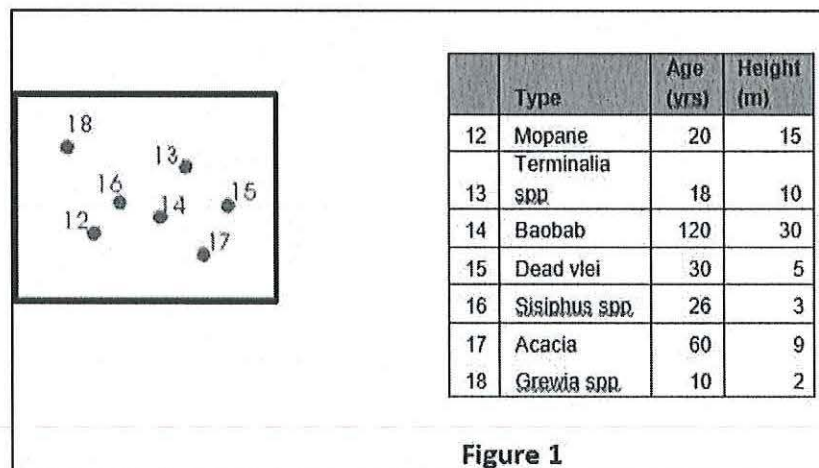 18
13
16
14
15
12
17
Type Age (yrs) Height (m)
12 Mopane 20 15
13 Terminalia spp 18 10
14 Baobab 120 30
15 Dead vlei 30 5
16 Sisiphus spp 26 3
17 Acacia 60 9
18 Grewia spp 10 2
Figure 1